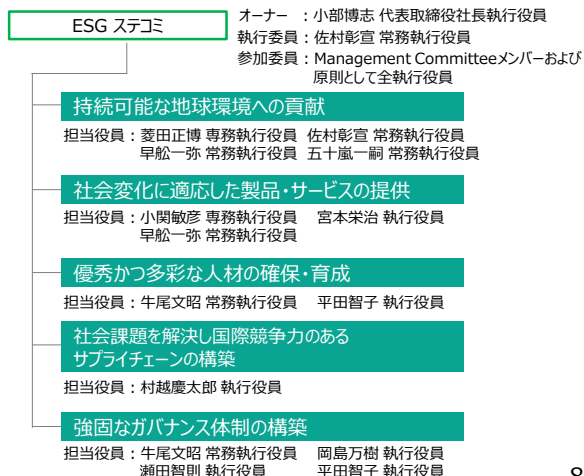 ESG ステコミ
オーナー ：小部博志 代表取締役社長執行役員
執行委員：佐村彰宣 常務執行役員
参加委員：Management Committeeメンバーおよび
原則として全執行役員
持続可能な地球環境への貢献
担当役員：菱田正博 専務執行役員 佐村彰宣 常務執行役員
早舩一弥 常務執行役員 五十嵐一嗣 常務執行役員
社会変化に適応した製品・サービスの提供
担当役員：小関敏彦 専務執行役員 宮本栄治 執行役員
早舩一弥 常務執行役員
優秀かつ多彩な人材の確保・育成
担当役員：牛尾文昭 常務執行役員 平田智子 執行役員
社会課題を解決し国際競争力のある
サプライチェーンの構築
担当役員：村越慶太郎 執行役員
強固なガバナンス体制の構築
担当役員：牛尾文昭 常務執行役員 岡島万樹 執行役員
瀬田智則 執行役員 平田智子 執行役員
8